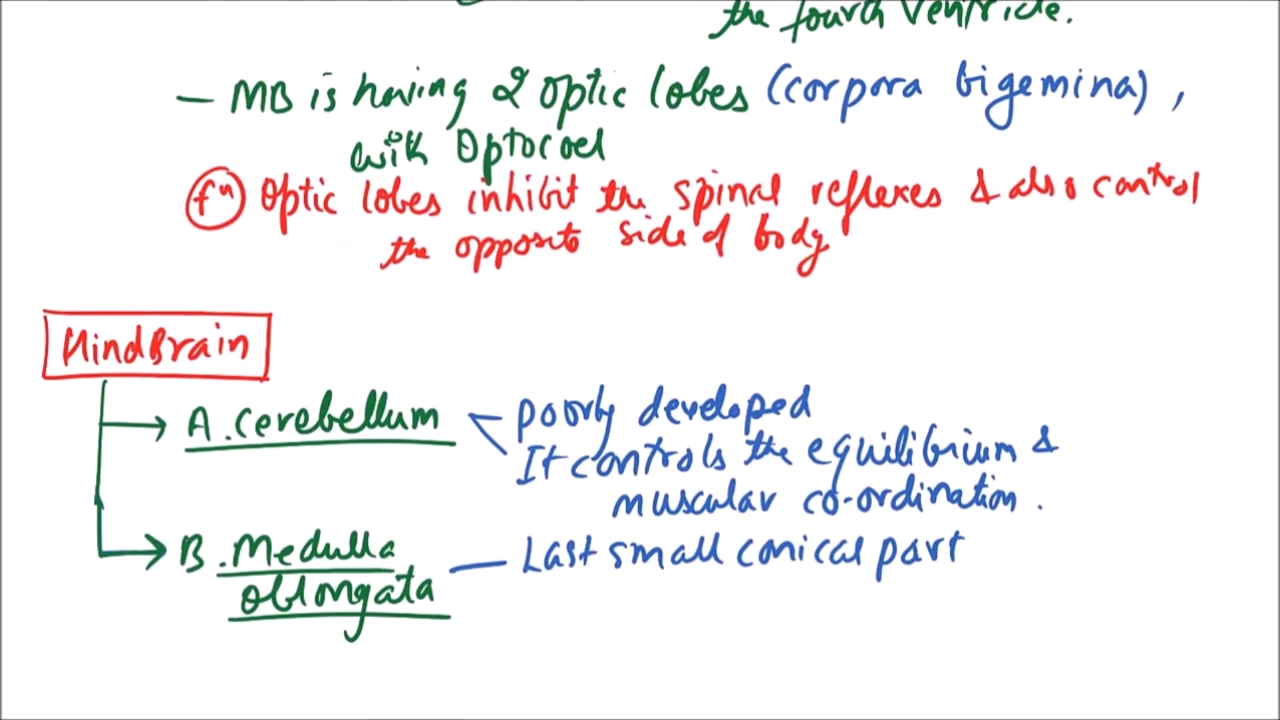 the fourth ventricle.
- MB is having 2 optic lobes (corpora bigemina),
with Optocoel
fn Optic lobes inhibit the spinal reflexes & also control
the opposite side of body
HindBrain
A. Cerebellum
Poorly developed
It controls the equilibrium &
muscular co-ordination.
B. Medulla
oblongata
- Last small conical part